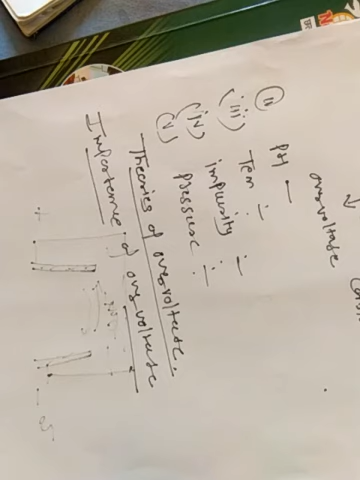 ↓
overvoltage
(ii) PH —
(iii) Tem :-
(iv) impurity —
(v) Pressure :-
Theories of overvoltage.
Importance of overvoltage